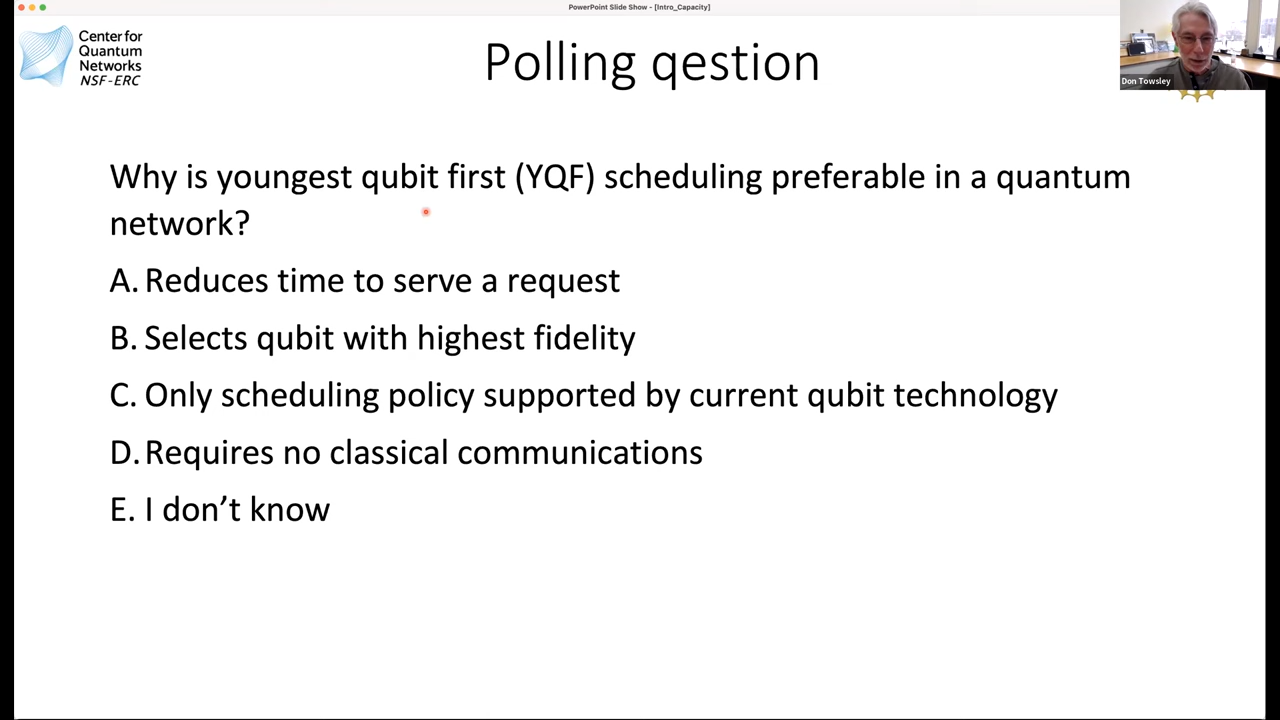 PowerPoint Slide Show - [Intro_Capacity]
Center for
Quantum
Networks
NSF-ERC
Polling qestion
Don Towsley
Why is youngest qubit first (YQF) scheduling preferable in a quantum
network?
A. Reduces time to serve a request
B. Selects qubit with highest fidelity
C. Only scheduling policy supported by current qubit technology
D. Requires no classical communications
E. I don’t know